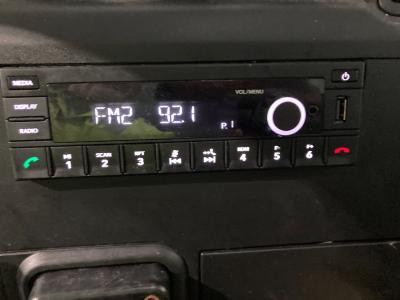 VOL/MENU
MEDIA
DISPLAY
RADIO
FM2 92.1
P.1
1
SCAN 2
RPT 3
RDM 4
F- 5
F+ 6